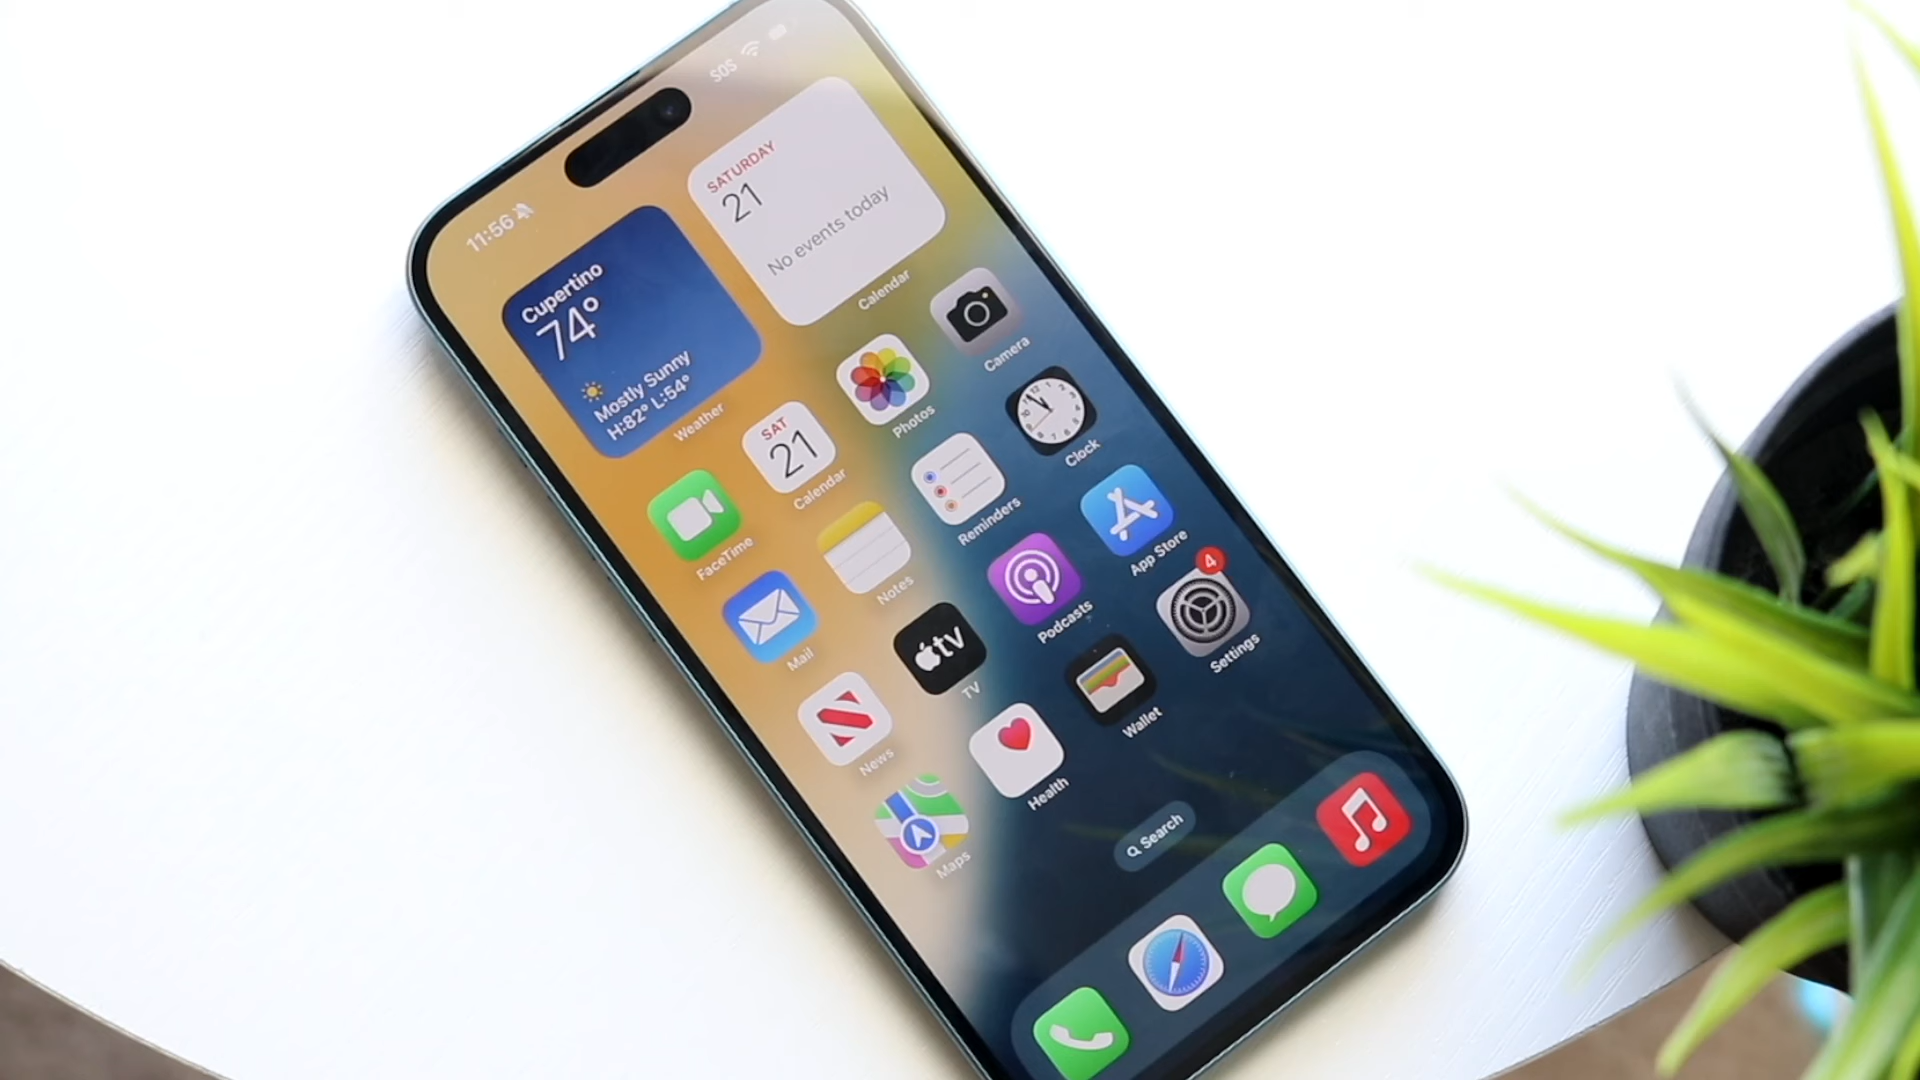 11:56
SOS
Cupertino
74°
Mostly Sunny
H:82° L:54°
Weather
SATURDAY
21
No events today
Calendar
FaceTime
SAT
21
Calendar
Photos
Camera
Mail
Notes
Reminders
Clock
News
tv
TV
Podcasts
App Store
Maps
Health
Wallet
4
Settings
Search